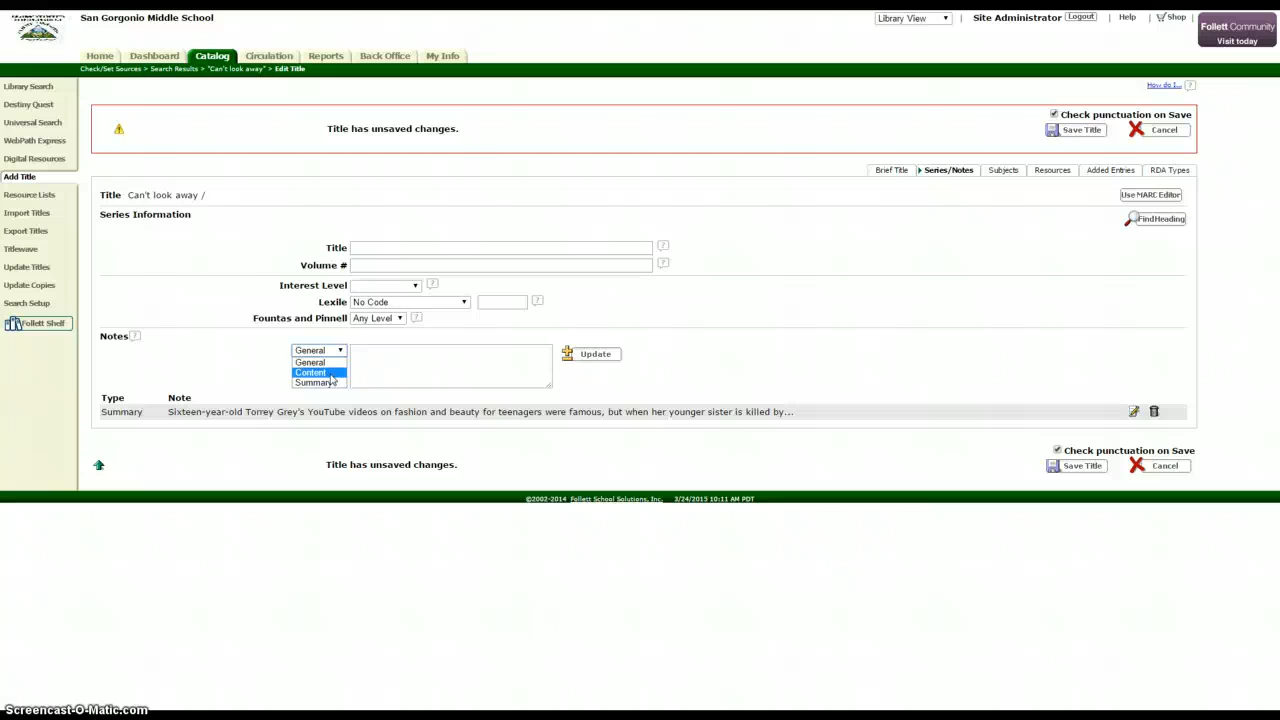 San Gorgonio Middle School
Library View
Site Administrator
Logout
Help
Shop
Follett Community
Visit today
Home
Dashboard
Catalog
Circulation
Reports
Back Office
My Info
Check/Set Sources > Search Results > "Can't look away" > Edit Title
Library Search
Destiny Quest
Universal Search
WebPath Express
Digital Resources
Add Title
Resource Lists
Import Titles
Export Titles
Titlewave
Update Titles
Update Copies
Search Setup
Follett Shelf
How do I...
?
Title has unsaved changes.
Check punctuation on Save
Save Title
Cancel
Brief Title
Series/Notes
Subjects
Resources
Added Entries
RDA Types
Title Can't look away /
Use MARC Editor
Series Information
Find Heading
Title
?
Volume #
?
Interest Level
?
Lexile No Code
?
Fountas and Pinnell Any Level
?
Notes ?
General
General
Content
Summary
Update
Type Note
Summary Sixteen-year-old Torrey Grey's YouTube videos on fashion and beauty for teenagers were famous, but when her younger sister is killed by...
Title has unsaved changes.
Check punctuation on Save
Save Title
Cancel
©2002-2014 Follett School Solutions, Inc. 3/24/2015 10:11 AM PDT
Screencast-O-Matic.com